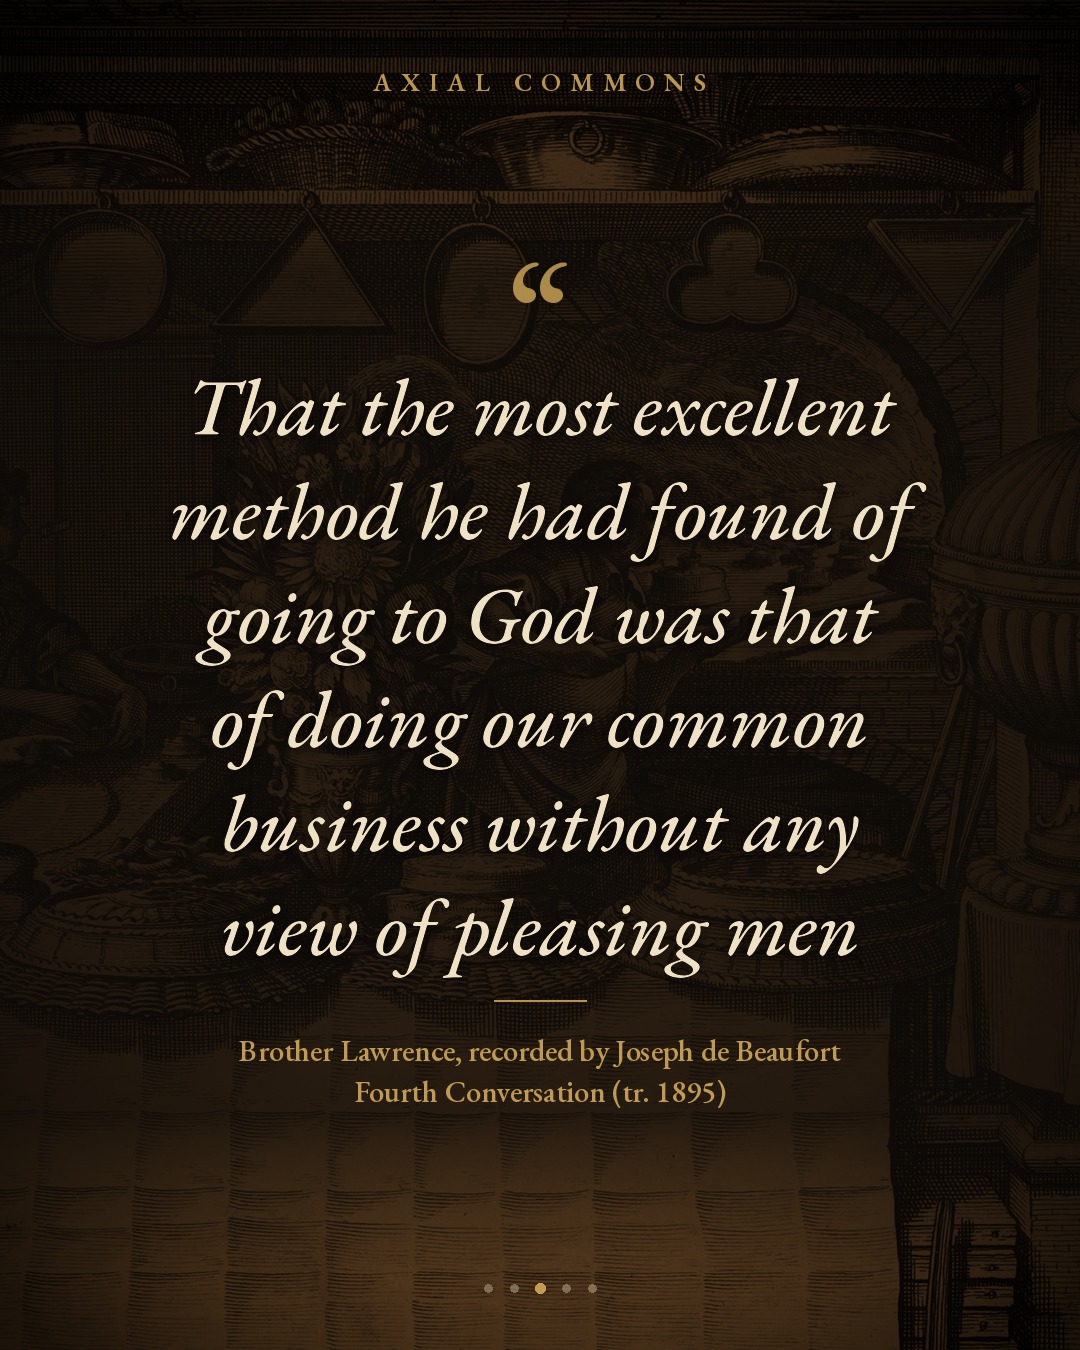 AXIAL COMMONS
“
That the most excellent
method he had found of
going to God was that
of doing our common
business without any
view of pleasing men
Brother Lawrence, recorded by Joseph de Beaufort
Fourth Conversation (tr. 1895)